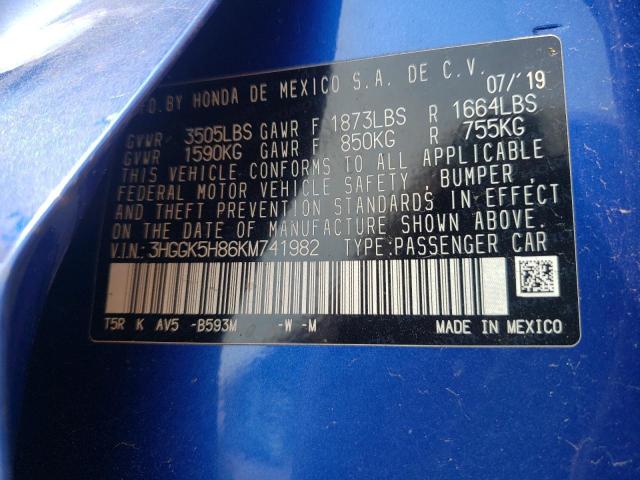 MFD.BY HONDA DE MEXICO S.A. DE C.V. 07/'19
GVWR 3505LBS GAWR F 1873LBS R 1664LBS
GVWR 1590KG GAWR F 850KG R 755KG
THIS VEHICLE CONFORMS TO ALL APPLICABLE
FEDERAL MOTOR VEHICLE SAFETY, BUMPER,
AND THEFT PREVENTION STANDARDS IN EFFECT
ON THE DATE OF MANUFACTURE SHOWN ABOVE.
V.I.N: 3HGGK5H86KM741982 TYPE:PASSENGER CAR
T5R K AV5 -B593M -W -M MADE IN MEXICO